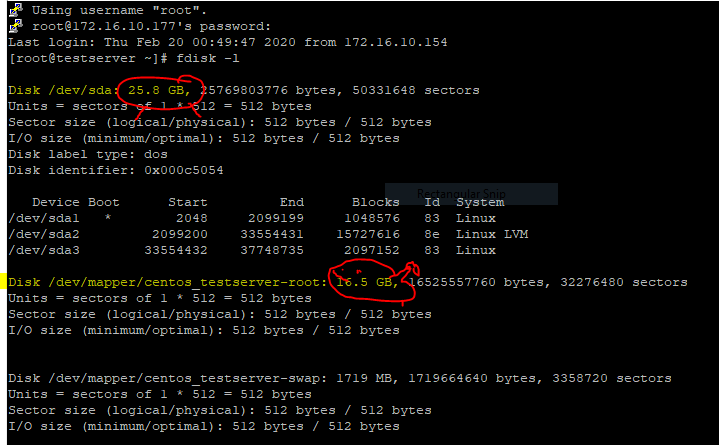 Using username "root".
root@172.16.10.177's password:
Last login: Thu Feb 20 00:49:47 2020 from 172.16.10.154
[root@testserver ~]# fdisk -l
Disk /dev/sda: 25.8 GB, 25769803776 bytes, 50331648 sectors
Units = sectors of 1 * 512 = 512 bytes
Sector size (logical/physical): 512 bytes / 512 bytes
I/O size (minimum/optimal): 512 bytes / 512 bytes
Disk label type: dos
Disk identifier: 0x000c5054
Rectangular Snip
Device Boot Start End Blocks Id System
/dev/sda1 * 2048 2099199 1048576 83 Linux
/dev/sda2 2099200 33554431 15727616 8e Linux LVM
/dev/sda3 33554432 37748735 2097152 83 Linux
Disk /dev/mapper/centos_testserver-root: 16.5 GB, 16525557760 bytes, 32276480 sectors
Units = sectors of 1 * 512 = 512 bytes
Sector size (logical/physical): 512 bytes / 512 bytes
I/O size (minimum/optimal): 512 bytes / 512 bytes
Disk /dev/mapper/centos_testserver-swap: 1719 MB, 1719664640 bytes, 3358720 sectors
Units = sectors of 1 * 512 = 512 bytes
Sector size (logical/physical): 512 bytes / 512 bytes
I/O size (minimum/optimal): 512 bytes / 512 bytes